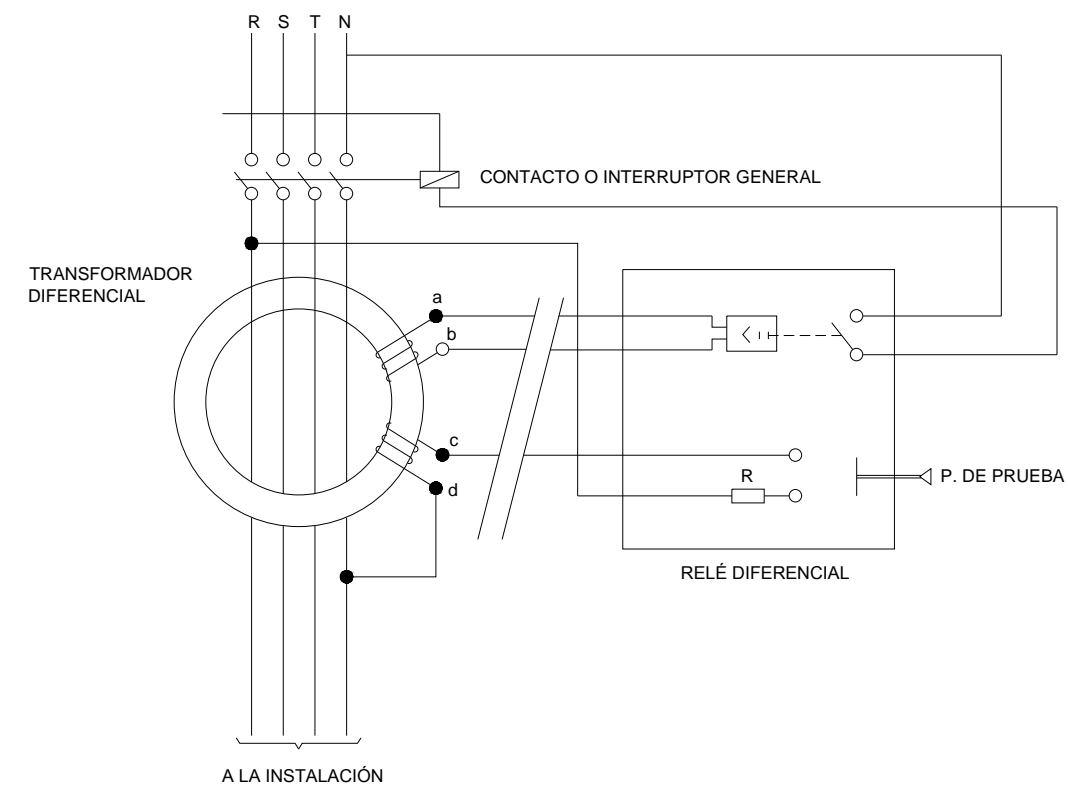 R S T N
CONTACTO O INTERRUPTOR GENERAL
TRANSFORMADOR
DIFERENCIAL
a
b
c
d
R
P. DE PRUEBA
RELÉ DIFERENCIAL
A LA INSTALACIÓN